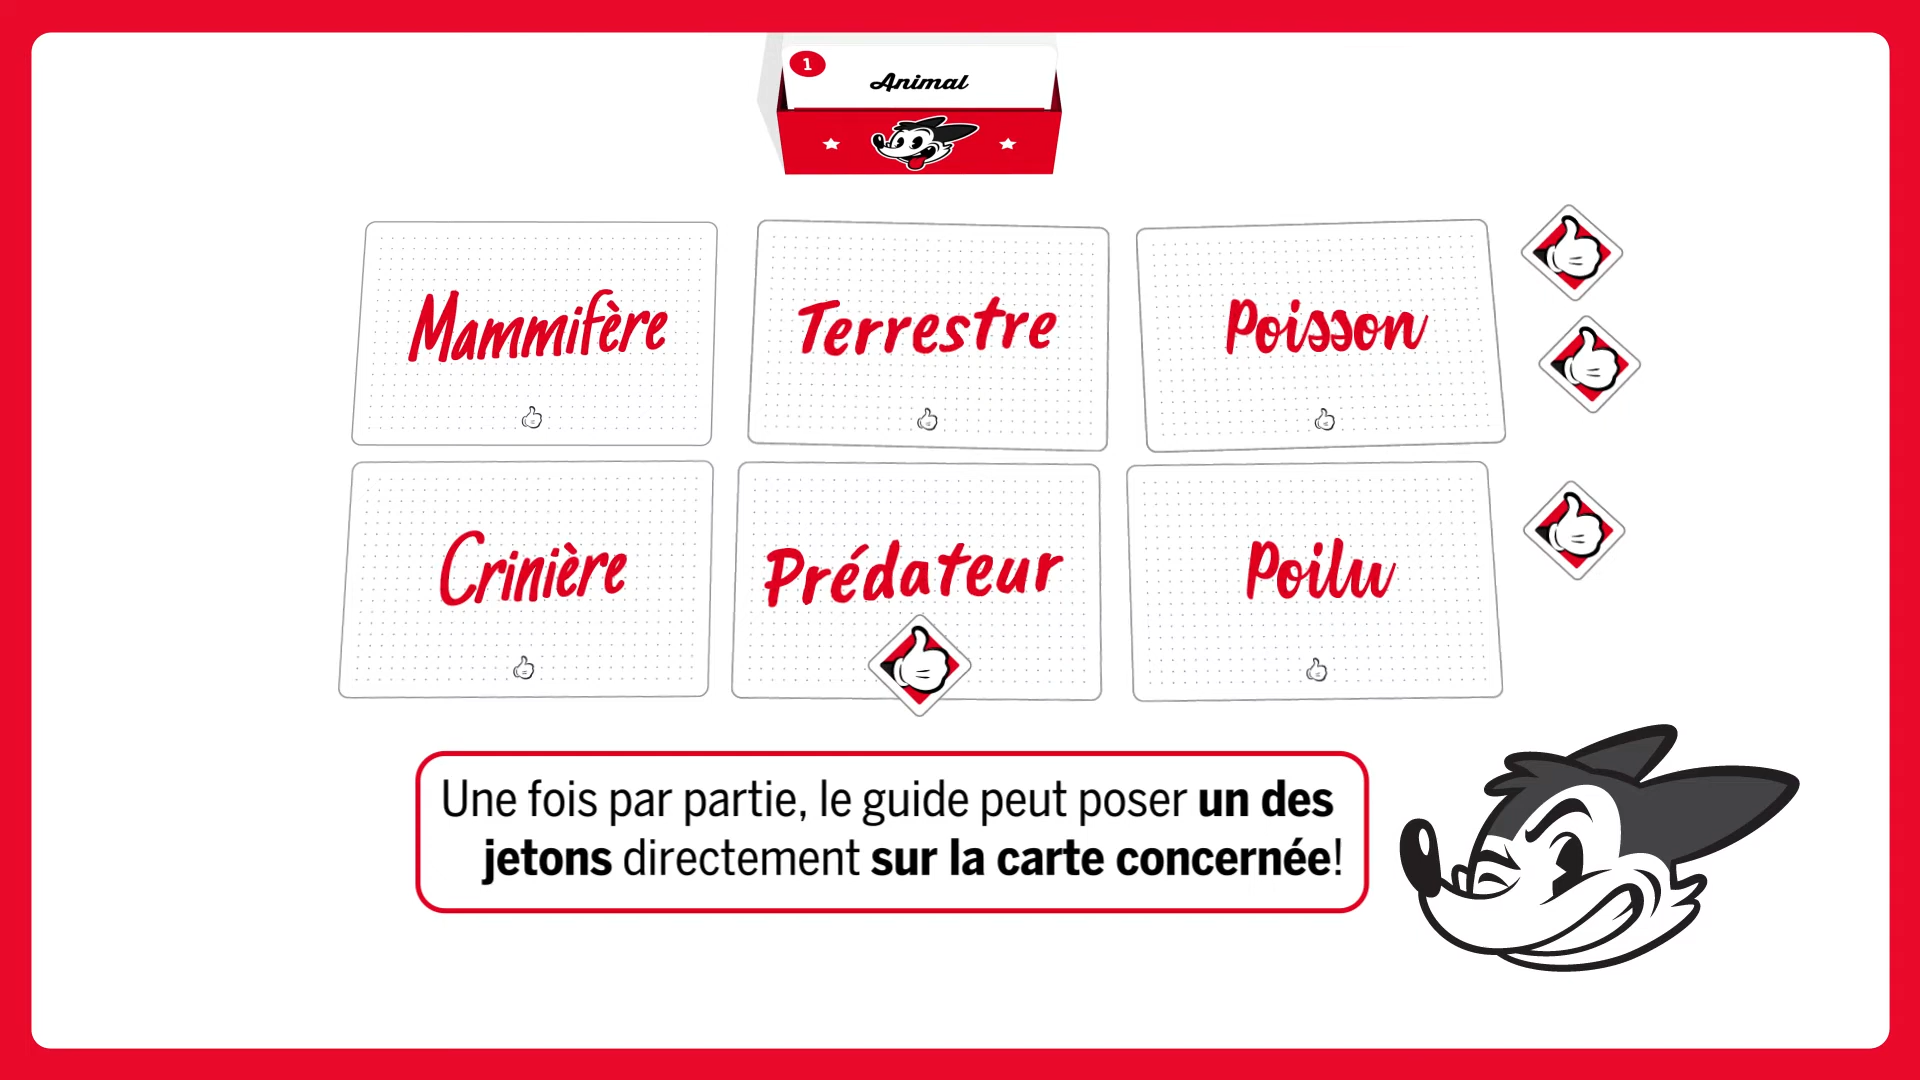 1
Animal
Mammifère
Terrestre
Poisson
Crinière
Prédateur
Poilu
Une fois par partie, le guide peut poser un des
jetons directement sur la carte concernée!